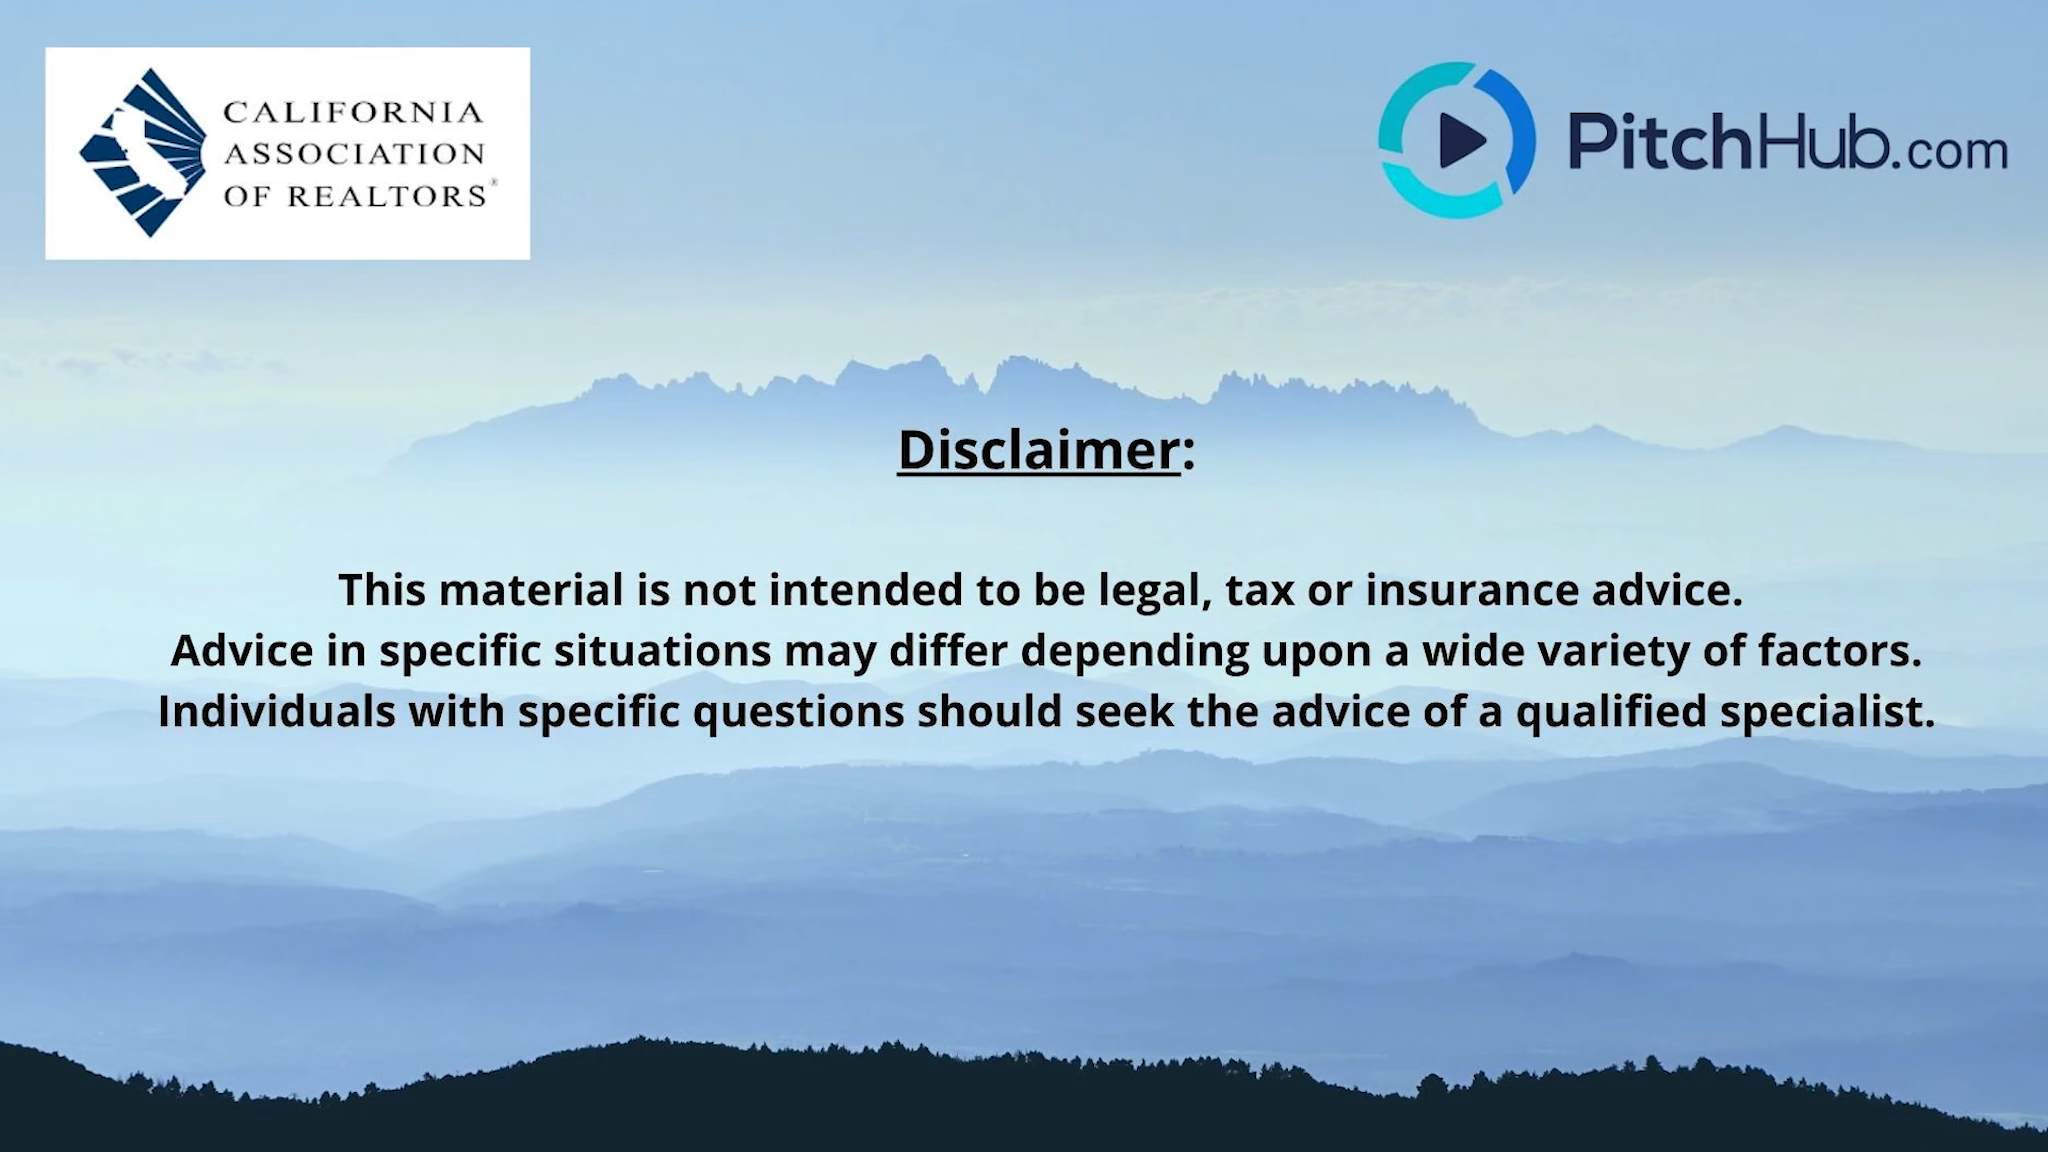 CALIFORNIA
ASSOCIATION
OF REALTORS®
PitchHub.com
Disclaimer:
This material is not intended to be legal, tax or insurance advice.
Advice in specific situations may differ depending upon a wide variety of factors.
Individuals with specific questions should seek the advice of a qualified specialist.